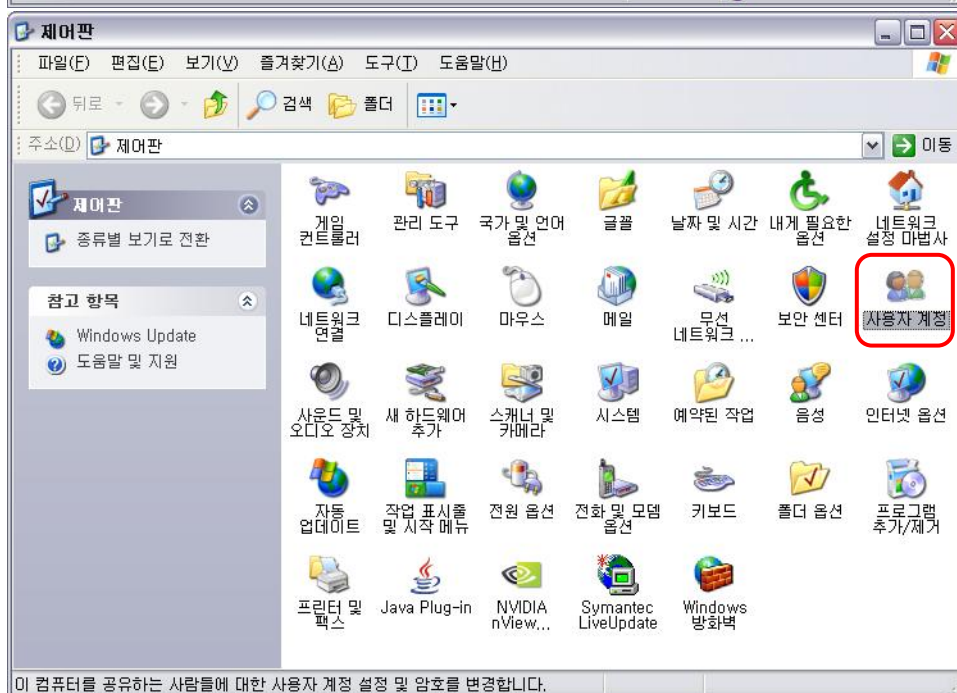 제어판
파일(F) 편집(E) 보기(V) 즐겨찾기(A) 도구(T) 도움말(H)
뒤로 검색 폴더
주소(D) 제어판 이동
제어판
종류별 보기로 전환
참고 항목
Windows Update
도움말 및 지원
게임
컨트롤러
관리 도구
국가 및 언어
옵션
글꼴
날짜 및 시간
내게 필요한
옵션
네트워크
설정 마법사
네트워크
연결
디스플레이
마우스
메일
무선
네트워크 ...
보안 센터
사용자 계정
사운드 및
오디오 장치
새 하드웨어
추가
스캐너 및
카메라
시스템
예약된 작업
음성
인터넷 옵션
자동
업데이트
작업 표시줄
및 시작 메뉴
전원 옵션
전화 및 모뎀
옵션
키보드
폴더 옵션
프로그램
추가/제거
프린터 및
팩스
Java Plug-in
NVIDIA
nView...
Symantec
LiveUpdate
Windows
방화벽
이 컴퓨터를 공유하는 사람들에 대한 사용자 계정 설정 및 암호를 변경합니다.